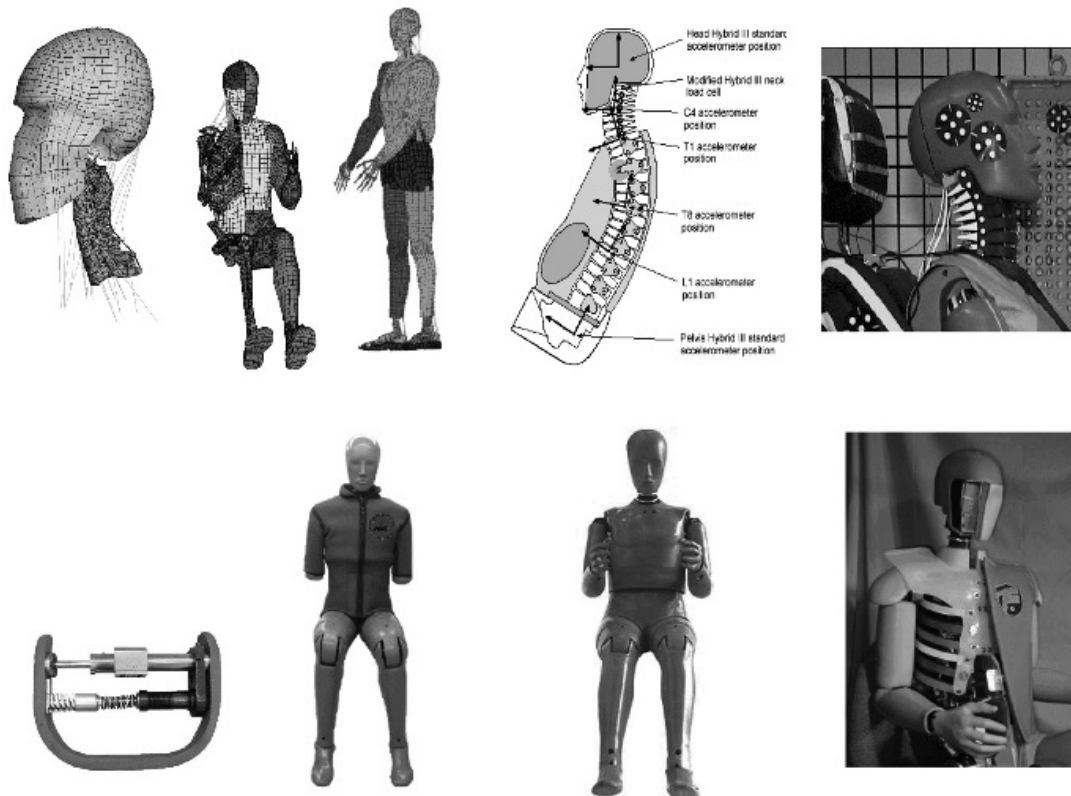 Head Hybrid III standard
accelerometer position
Modified Hybrid III neck
load cell
C4 accelerometer
position
T1 accelerometer
position
T8 accelerometer
position
L1 accelerometer
position
Pelvis Hybrid III standard
accelerometer position